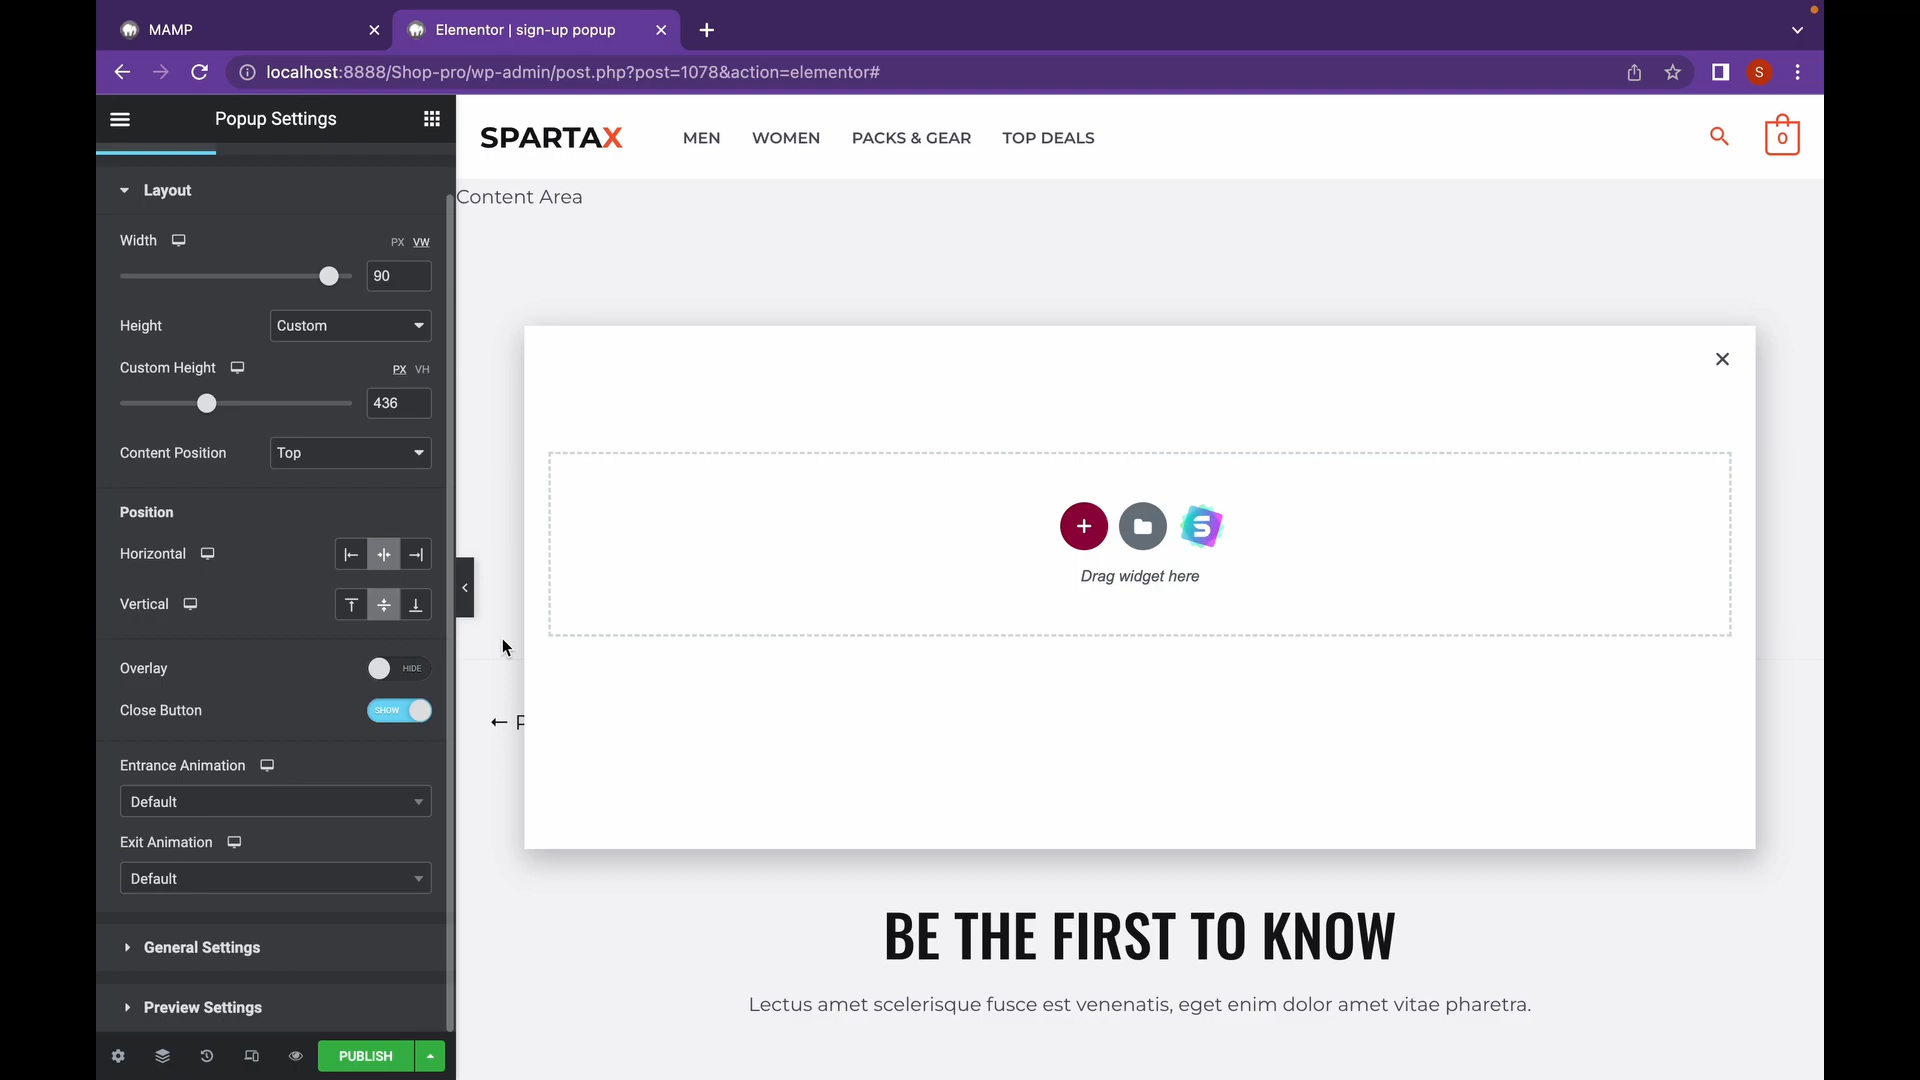 MAMP
Elementor | sign-up popup
localhost:8888/Shop-pro/wp-admin/post.php?post=1078&action=elementor#
S
Popup Settings
Layout
Width
PX VW
90
Height
Custom
Custom Height
PX VH
436
Content Position
Top
Position
Horizontal
Vertical
Overlay
HIDE
Close Button
SHOW
Entrance Animation
Default
Exit Animation
Default
General Settings
Preview Settings
PUBLISH
SPARTAX
MEN WOMEN PACKS & GEAR TOP DEALS
0
Content Area
S
Drag widget here
BE THE FIRST TO KNOW
Lectus amet scelerisque fusce est venenatis, eget enim dolor amet vitae pharetra.